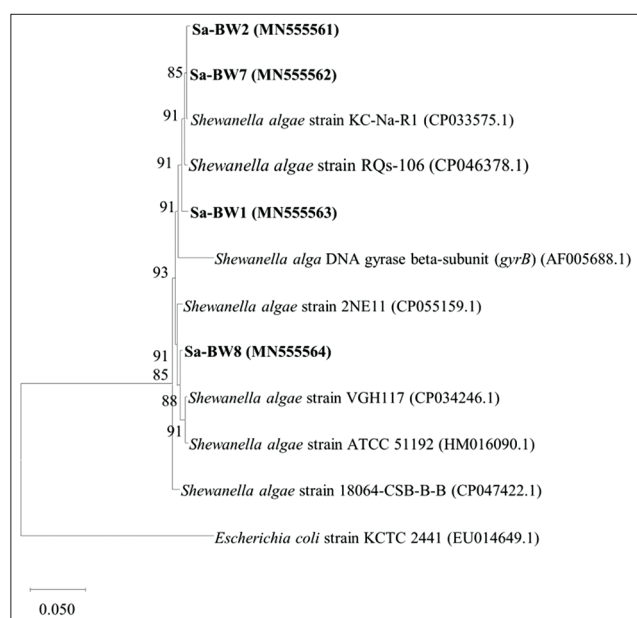 Sa-BW2 (MN555561)
85
Sa-BW7 (MN555562)
91
Shewanella algae strain KC-Na-R1 (CP033575.1)
91
Shewanella algae strain RQs-106 (CP046378.1)
91
Sa-BW1 (MN555563)
Shewanella alga DNA gyrase beta-subunit (gyrB) (AF005688.1)
93
Shewanella algae strain 2NE11 (CP055159.1)
91
Sa-BW8 (MN555564)
85
88
Shewanella algae strain VGH117 (CP034246.1)
91
Shewanella algae strain ATCC 51192 (HM016090.1)
Shewanella algae strain 18064-CSB-B-B (CP047422.1)
Escherichia coli strain KCTC 2441 (EU014649.1)
0.050